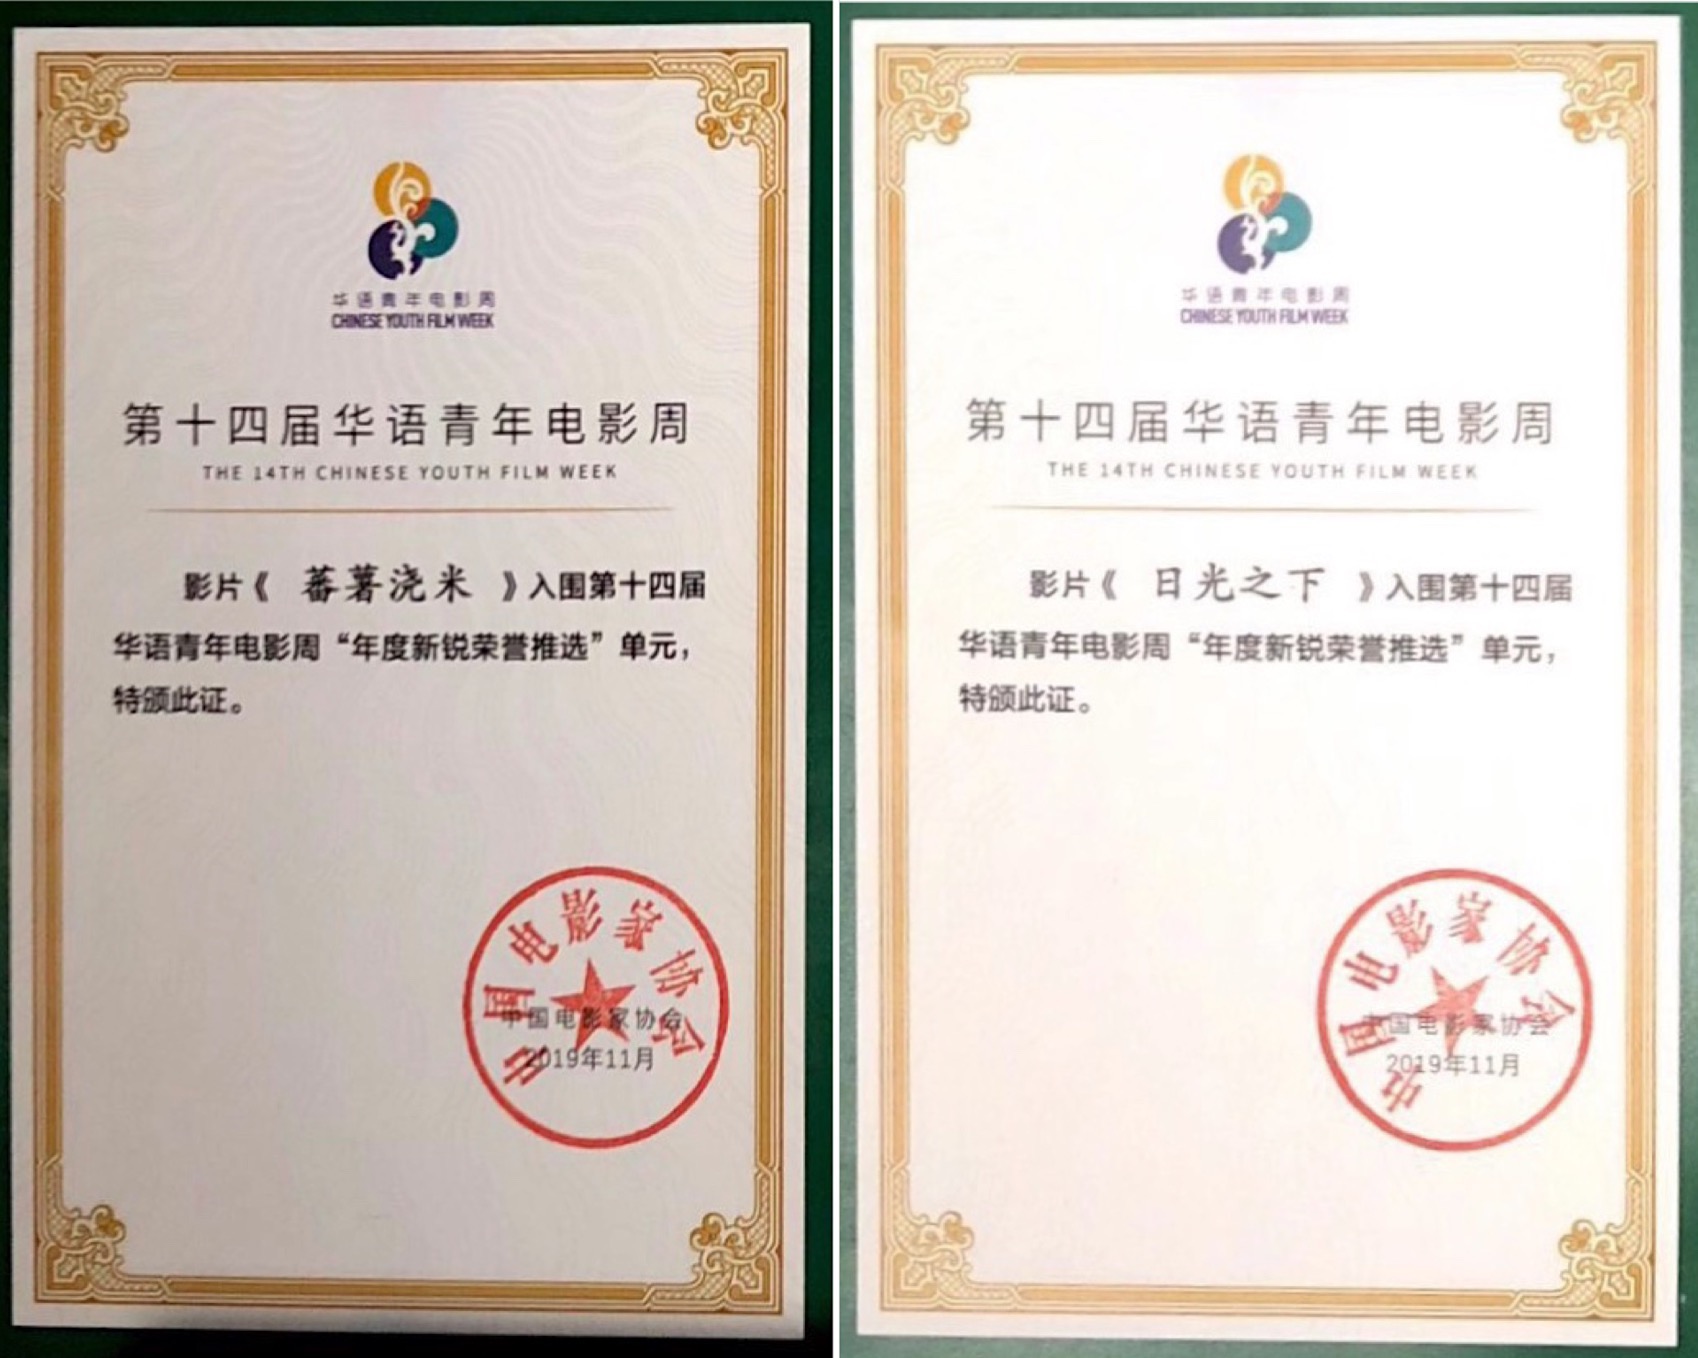 华语青年电影周
CHINESE YOUTH FILM WEEK
第十四届华语青年电影周
THE 14TH CHINESE YOUTH FILM WEEK
影片《 蕃薯浇米 》入围第十四届
华语青年电影周“年度新锐荣誉推选”单元，
特颁此证。
中国电影家协会
中国电影家协会
2019年11月
华语青年电影周
CHINESE YOUTH FILM WEEK
第十四届华语青年电影周
THE 14TH CHINESE YOUTH FILM WEEK
影片《 日光之下 》入围第十四届
华语青年电影周“年度新锐荣誉推选”单元，
特颁此证。
中国电影家协会
中国电影家协会
2019年11月